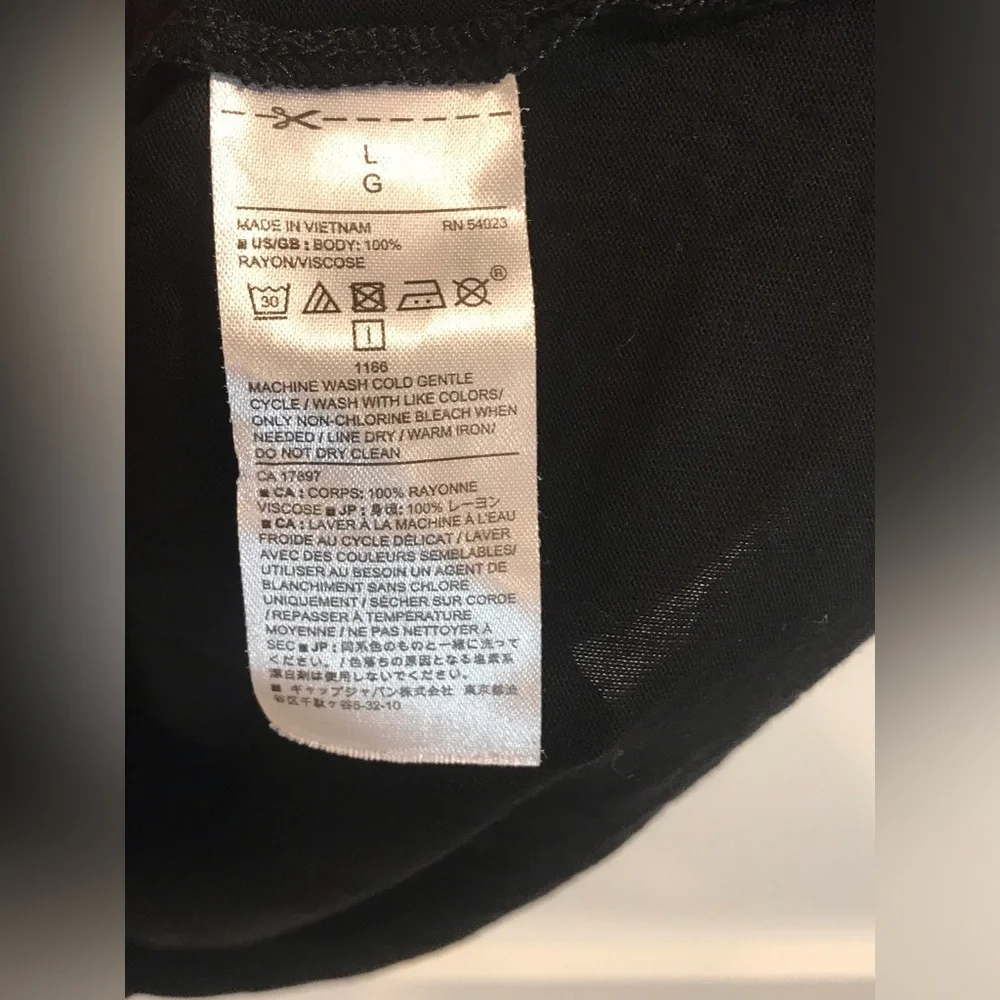 L
G
MADE IN VIETNAM RN 54023
■ US/GB : BODY: 100%
RAYON/VISCOSE
30 ®
I
1166
MACHINE WASH COLD GENTLE
CYCLE / WASH WITH LIKE COLORS/
ONLY NON-CHLORINE BLEACH WHEN
NEEDED / LINE DRY / WARM IRON/
DO NOT DRY CLEAN
CA 17897
■ CA : CORPS: 100% RAYONNE
VISCOSE ■ JP : 身頃: 100% レーヨン
■ CA : LAVER À LA MACHINE À L'EAU
FROIDE AU CYCLE DÉLICAT / LAVER
AVEC DES COULEURS SEMBLABLES/
UTILISER AU BESOIN UN AGENT DE
BLANCHIMENT SANS CHLORE
UNIQUEMENT / SÉCHER SUR CORDE
/ REPASSER À TEMPÉRATURE
MOYENNE / NE PAS NETTOYER À
SEC ■ JP : 同系色のものと一緒に洗って
ください。/ 色落ちの原因となる塩素系
漂白剤は使用しないでください。
■ ギャップジャパン株式会社 東京都渋
谷区千駄ヶ谷5-32-10